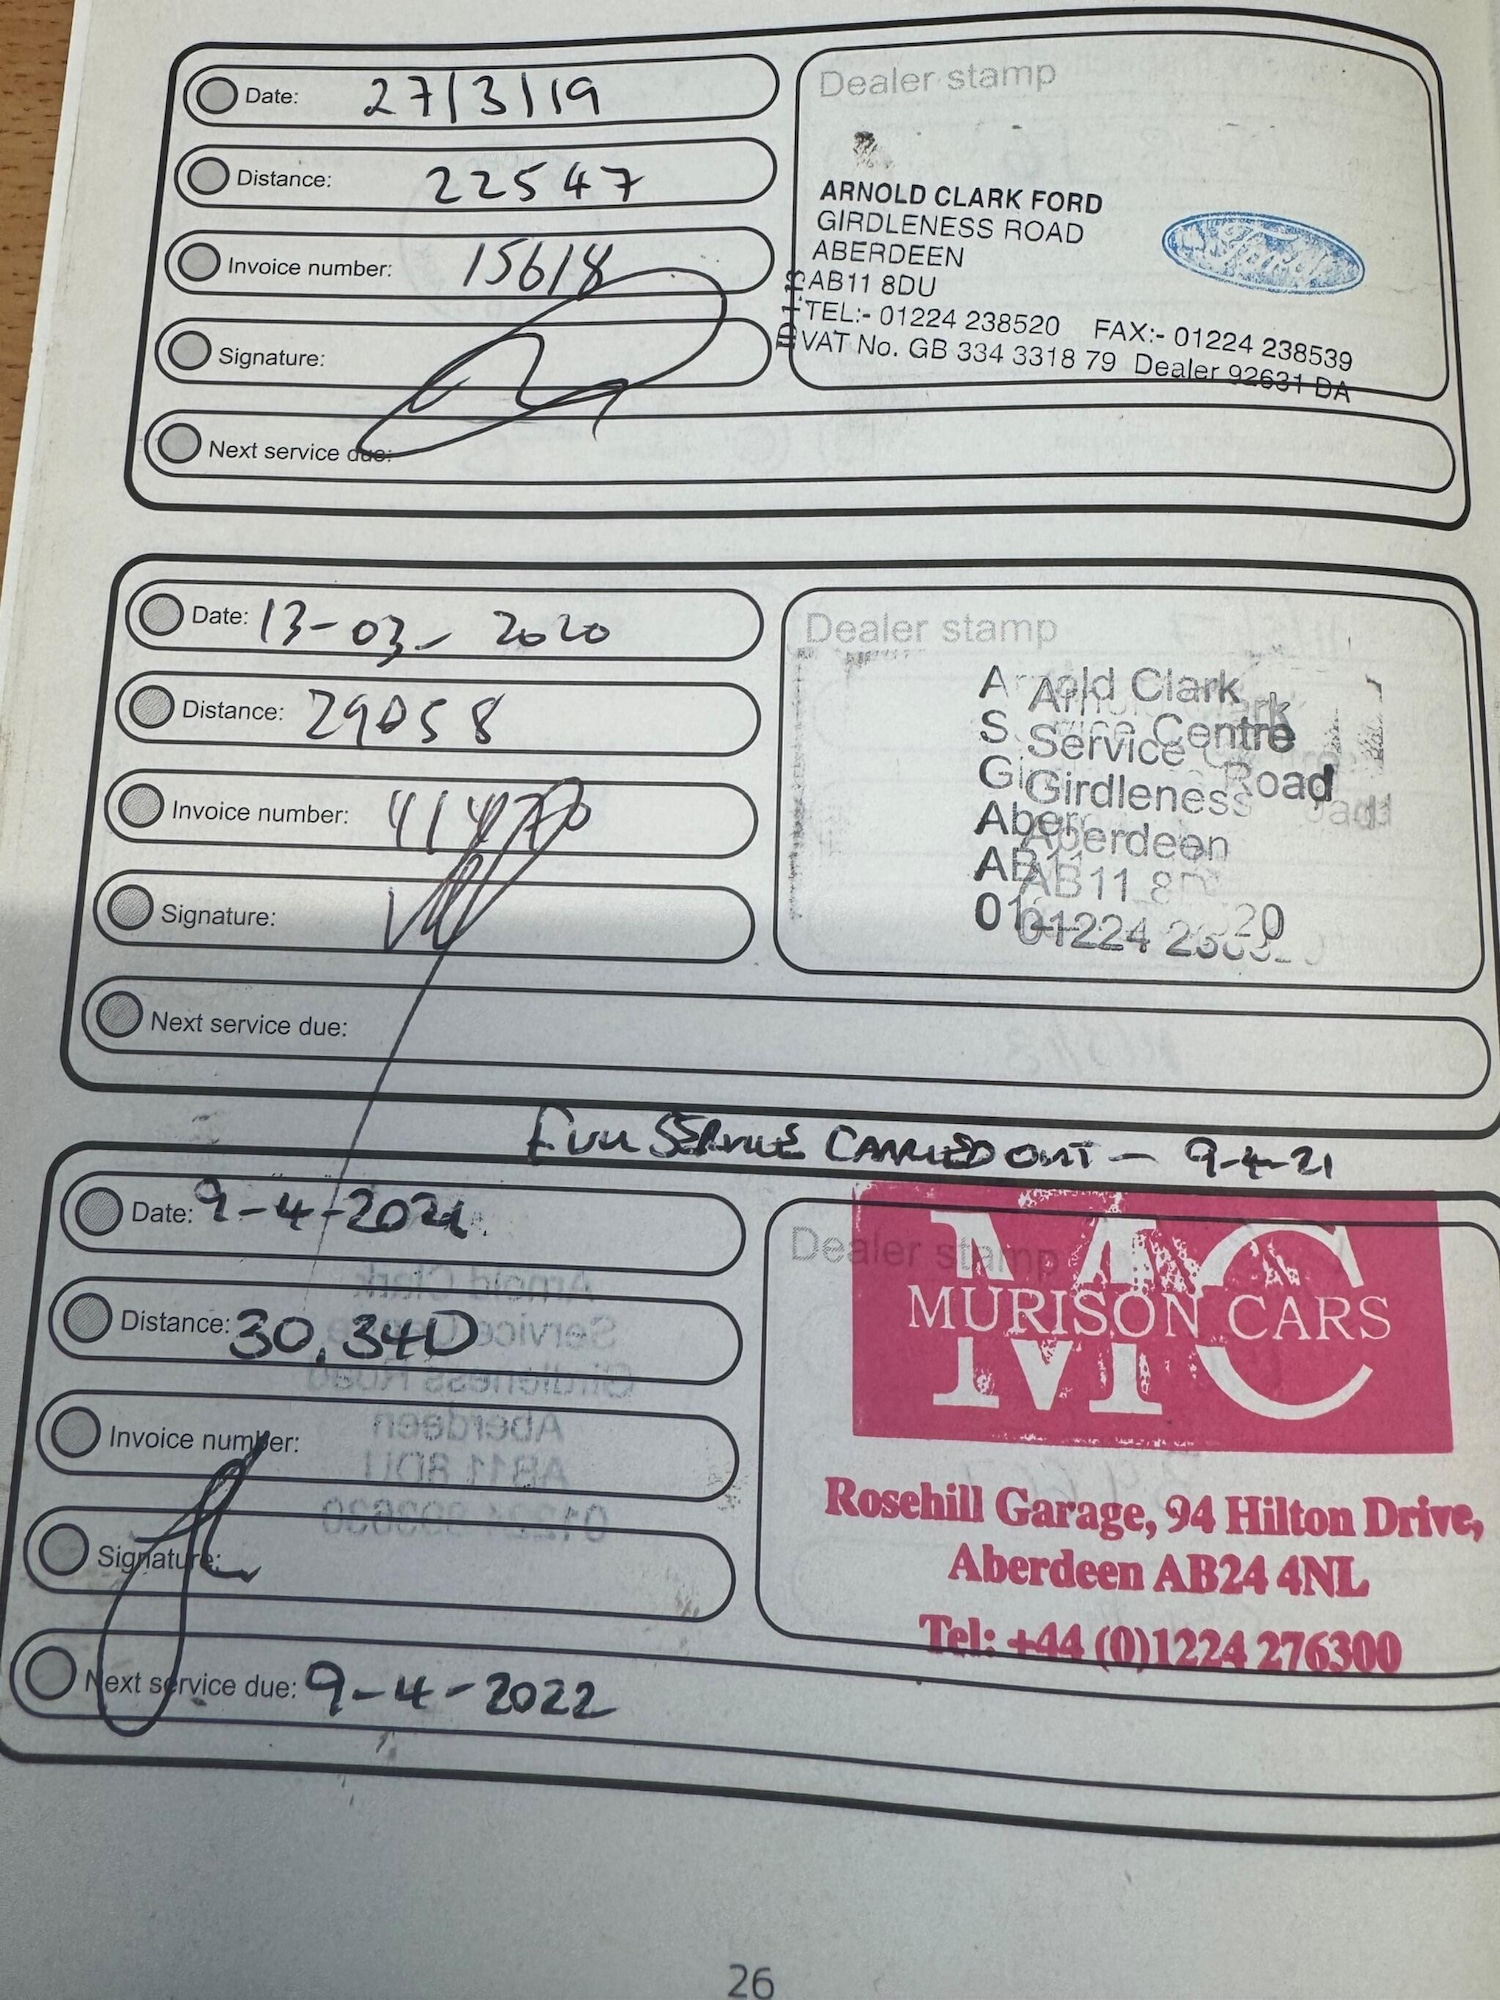 Date: 27/3/19
Distance: 22547
Invoice number: 15618
Signature:
Next service due:
Dealer stamp
ARNOLD CLARK FORD
GIRDLENESS ROAD
ABERDEEN
AB11 8DU
TEL:- 01224 238520 FAX:- 01224 238539
VAT No. GB 334 3318 79 Dealer 92631 DA
Ford
Date: 13-03-2020
Distance: 29058
Invoice number: 41470
Signature:
Next service due:
Dealer stamp
Arnold Clark
Service Centre
Girdleness Road
Aberdeen
AB11
01224
FULL SERVICE CARRIED OUT - 9-4-21
Date: 9-4-2021
Distance: 30,340
Invoice number:
Signature:
Next service due: 9-4-2022
Dealer stamp
MC
MURISON CARS
Rosehill Garage, 94 Hilton Drive,
Aberdeen AB24 4NL
Tel: +44 (0)1224 276300
26